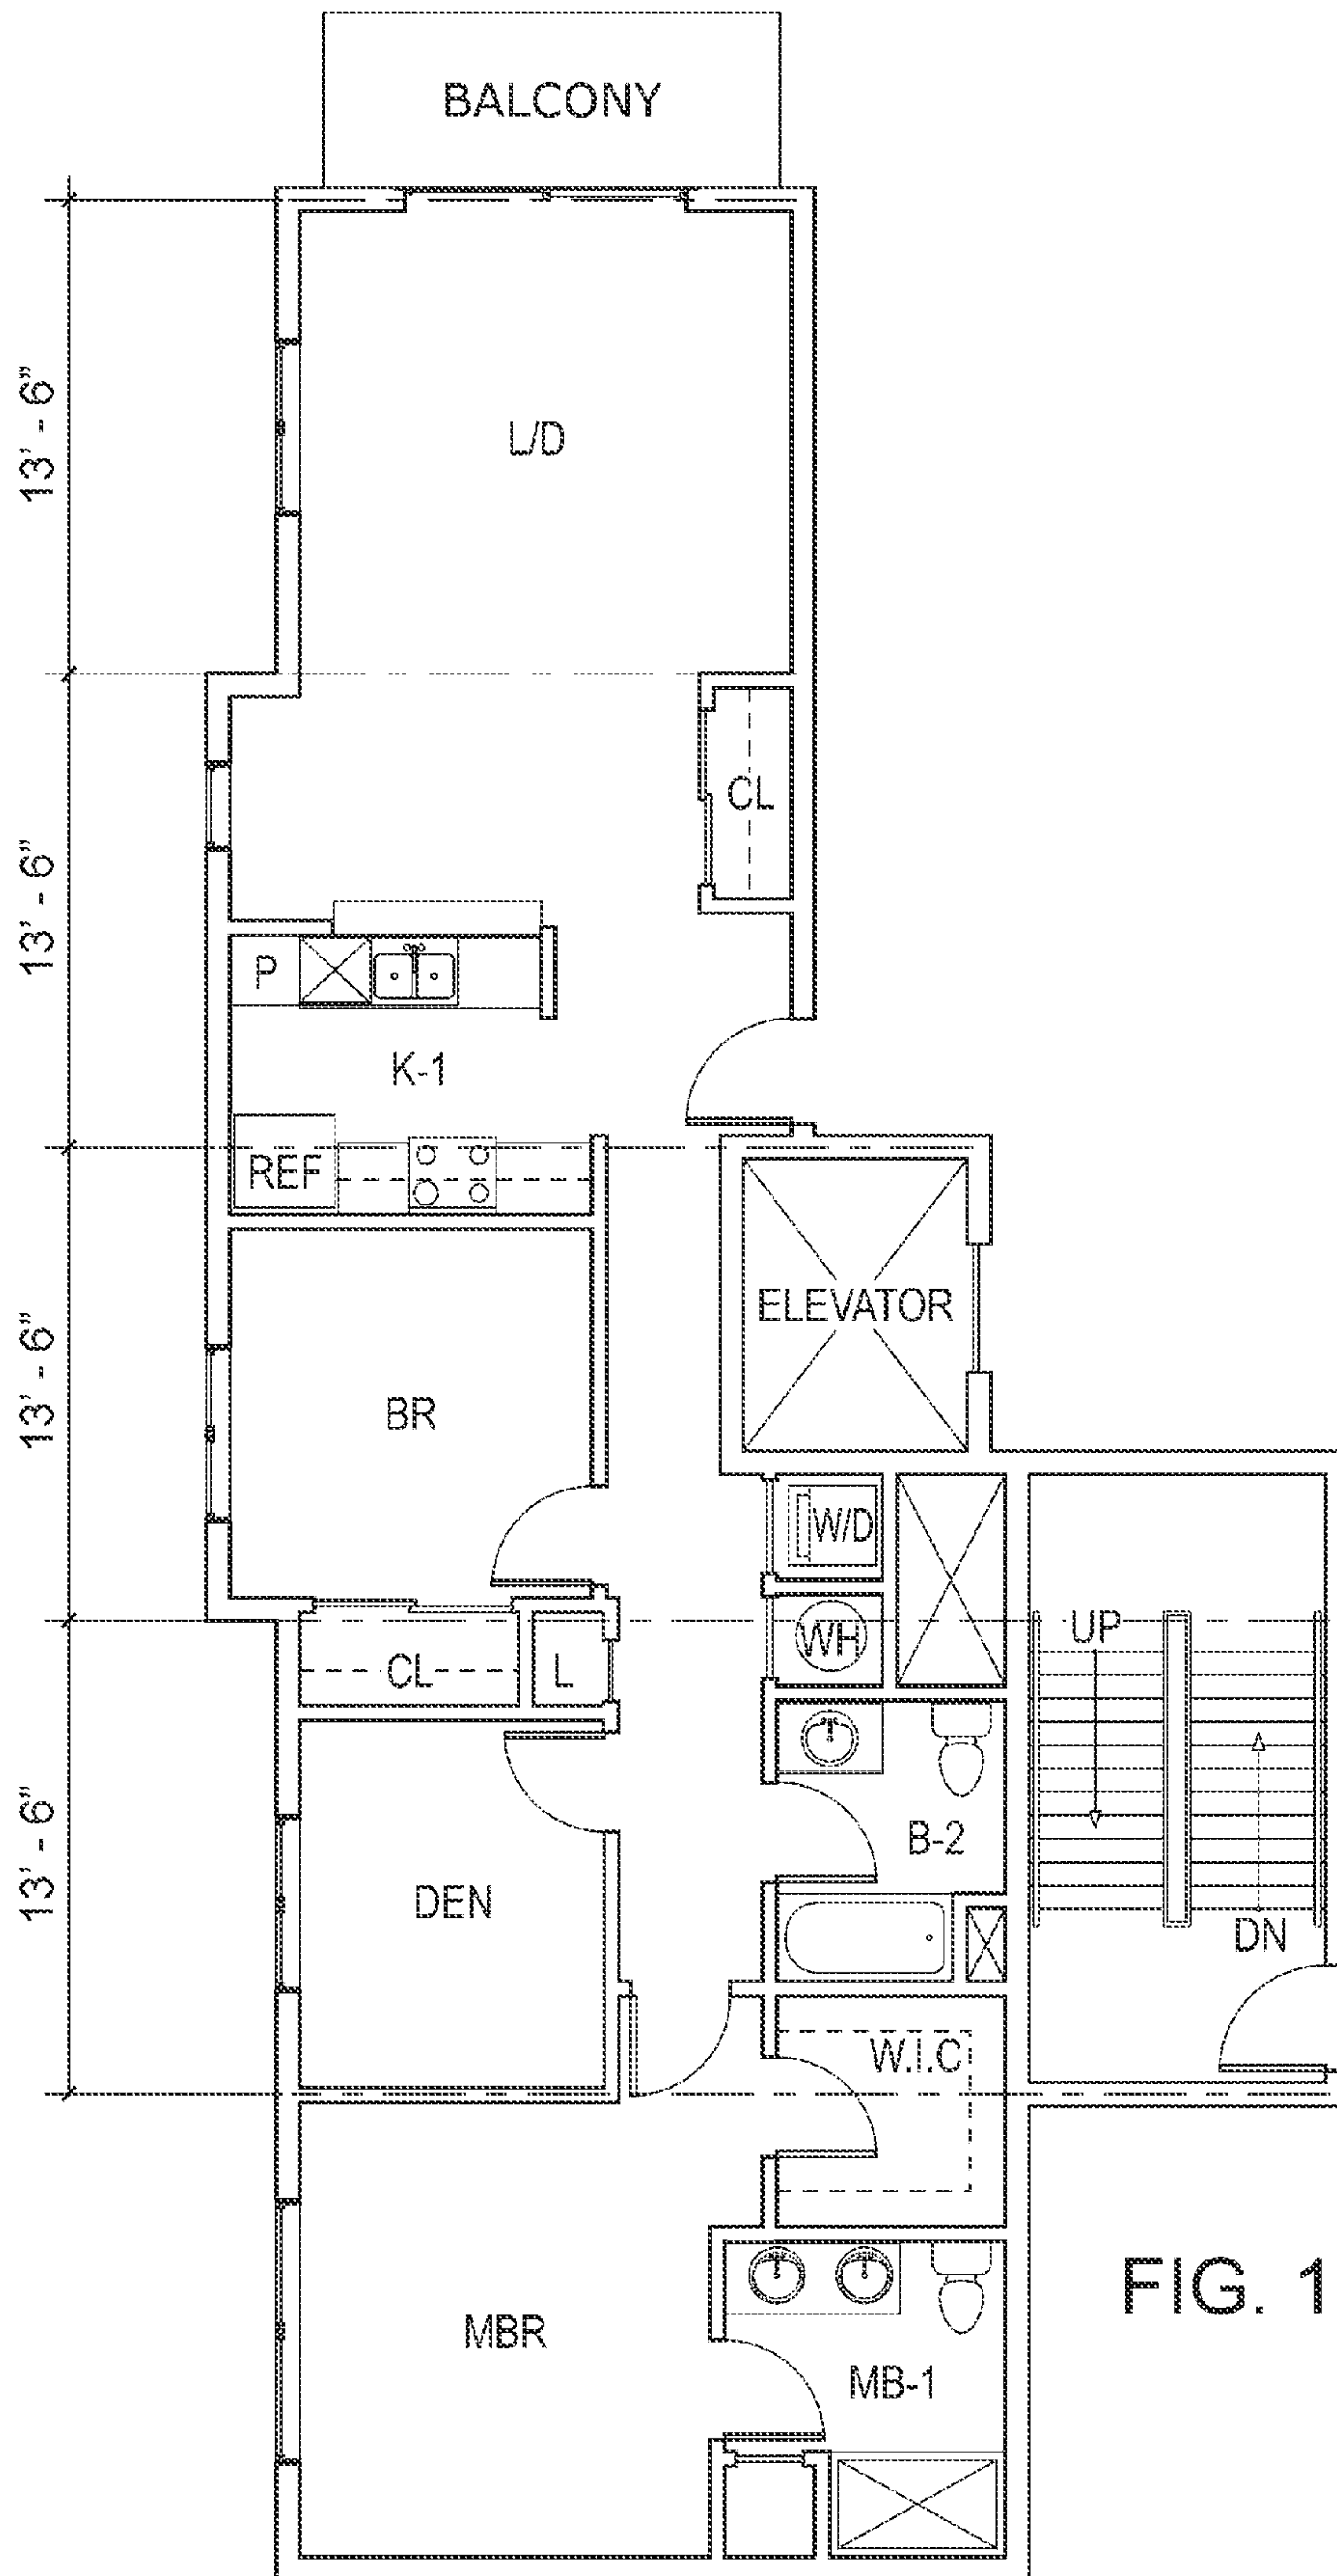 BALCONY
13' - 6"
L/D
13' - 6"
CL
P
K-1
REF
13' - 6"
ELEVATOR
BR
W/D
WH
UP
CL
L
13' - 6"
B-2
DEN
DN
W.I.C
FIG. 1
MBR
MB-1